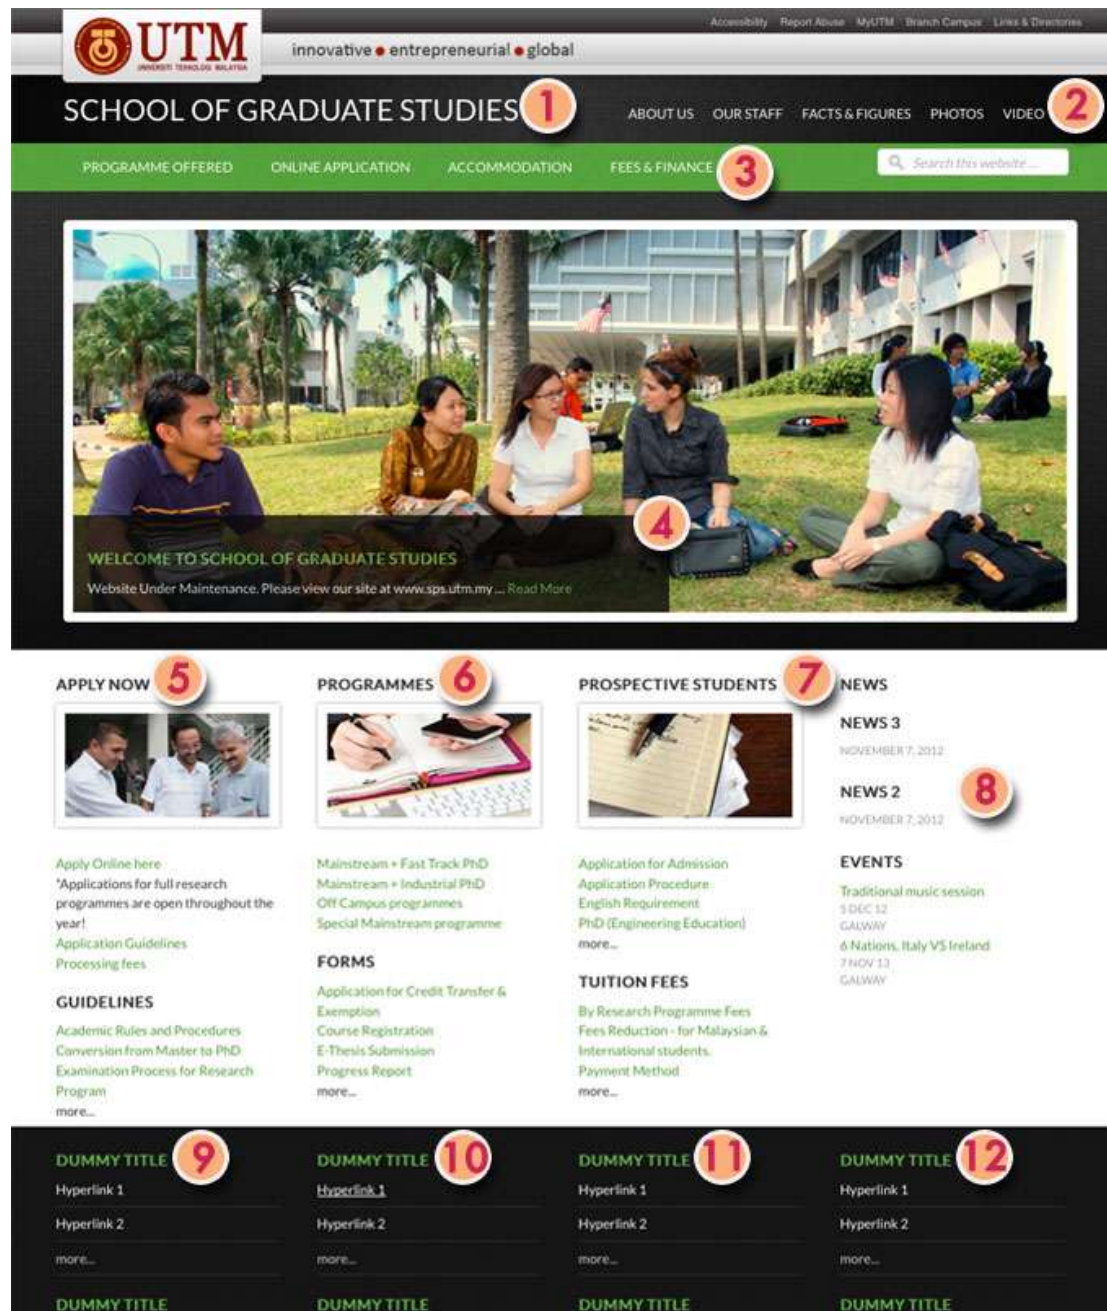 Accessibility Report Abuse MyUTM Branch Campus Links & Directories
UTM
UNIVERSITI TEKNOLOGI MALAYSIA
innovative ● entrepreneurial ● global
SCHOOL OF GRADUATE STUDIES 1
ABOUT US OUR STAFF FACTS & FIGURES PHOTOS VIDEO 2
PROGRAMME OFFERED ONLINE APPLICATION ACCOMMODATION FEES & FINANCE 3
Search this website ...
4
WELCOME TO SCHOOL OF GRADUATE STUDIES
Website Under Maintenance. Please view our site at www.sps.utm.my ... Read More
APPLY NOW 5
Apply Online here
*Applications for full research
programmes are open throughout the
year!
Application Guidelines
Processing fees
GUIDELINES
Academic Rules and Procedures
Conversion from Master to PhD
Examination Process for Research
Program
more...
PROGRAMMES 6
Mainstream + Fast Track PhD
Mainstream + Industrial PhD
Off Campus programmes
Special Mainstream programme
FORMS
Application for Credit Transfer &
Exemption
Course Registration
E-Thesis Submission
Progress Report
more...
PROSPECTIVE STUDENTS 7
Application for Admission
Application Procedure
English Requirement
PhD (Engineering Education)
more...
TUITION FEES
By Research Programme Fees
Fees Reduction - for Malaysian &
International students.
Payment Method
more...
NEWS
NEWS 3
NOVEMBER 7, 2012
NEWS 2
8
NOVEMBER 7, 2012
EVENTS
Traditional music session
5 DEC 12
GALWAY
6 Nations, Italy VS Ireland
7 NOV 13
GALWAY
DUMMY TITLE 9
Hyperlink 1
Hyperlink 2
more...
DUMMY TITLE
DUMMY TITLE 10
Hyperlink 1
Hyperlink 2
more...
DUMMY TITLE
DUMMY TITLE 11
Hyperlink 1
Hyperlink 2
more...
DUMMY TITLE
DUMMY TITLE 12
Hyperlink 1
Hyperlink 2
more...
DUMMY TITLE